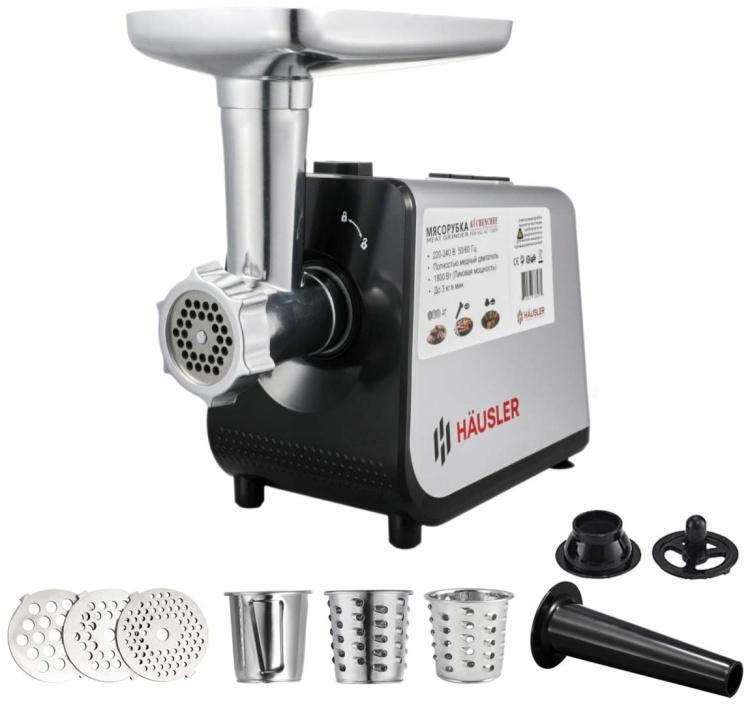 МЯСОРУБКА KÜCHENCHEF
MEAT GRINDER
• 220-240 В 50/60 Гц
• Полностью медный двигатель
• 1800 Вт (Пиковая мощность)
• До 3 кг в мин.
CE
HÄUSLER
HÄUSLER